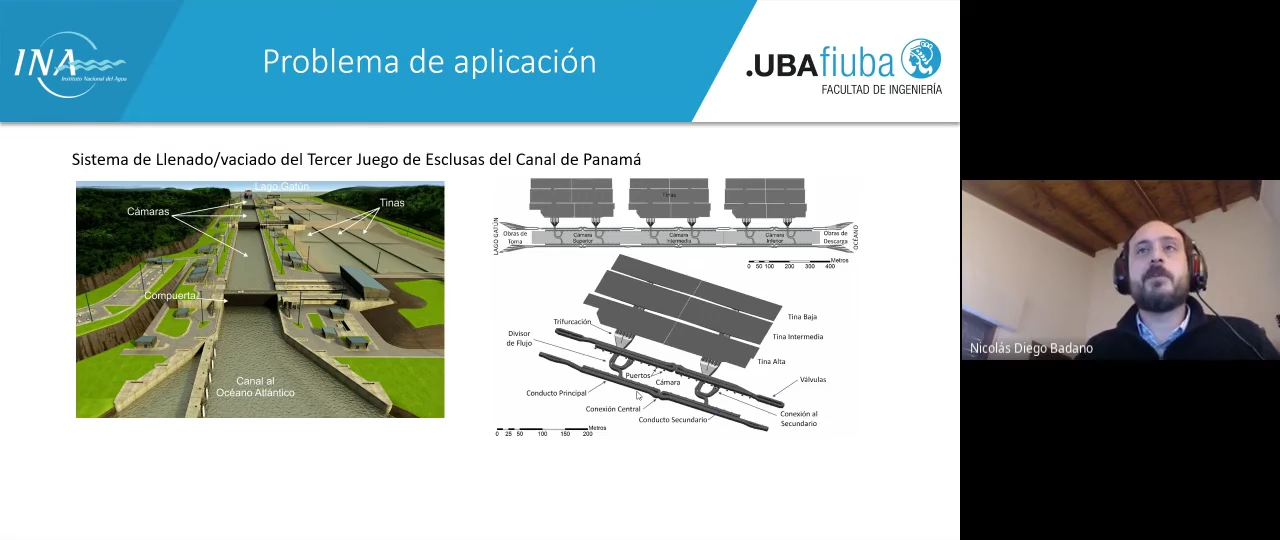 INA
Instituto Nacional del Agua
Problema de aplicación
.UBAfiuba
FACULTAD DE INGENIERÍA
Sistema de Llenado/vaciado del Tercer Juego de Esclusas del Canal de Panamá
Lago Gatún
Cámaras
Tinas
Compuerta
Canal al
Océano Atlántico
Tinas
LAGO GATÚN
Obras de
Toma
Cámara
Superior
Cámara
Intermedia
Cámara
Inferior
Obras de
Descarga
OCÉANO
Metros
0 50 100 200 300 400
Tina Baja
Tina Intermedia
Tina Alta
Trifurcación
Divisor
de Flujo
Puertos
Cámara
Válvulas
Conducto Principal
Conexión Central
Conducto Secundario
Conexión al
Secundario
Metros
0 25 50 100 150 200
Nicolás Diego Badano